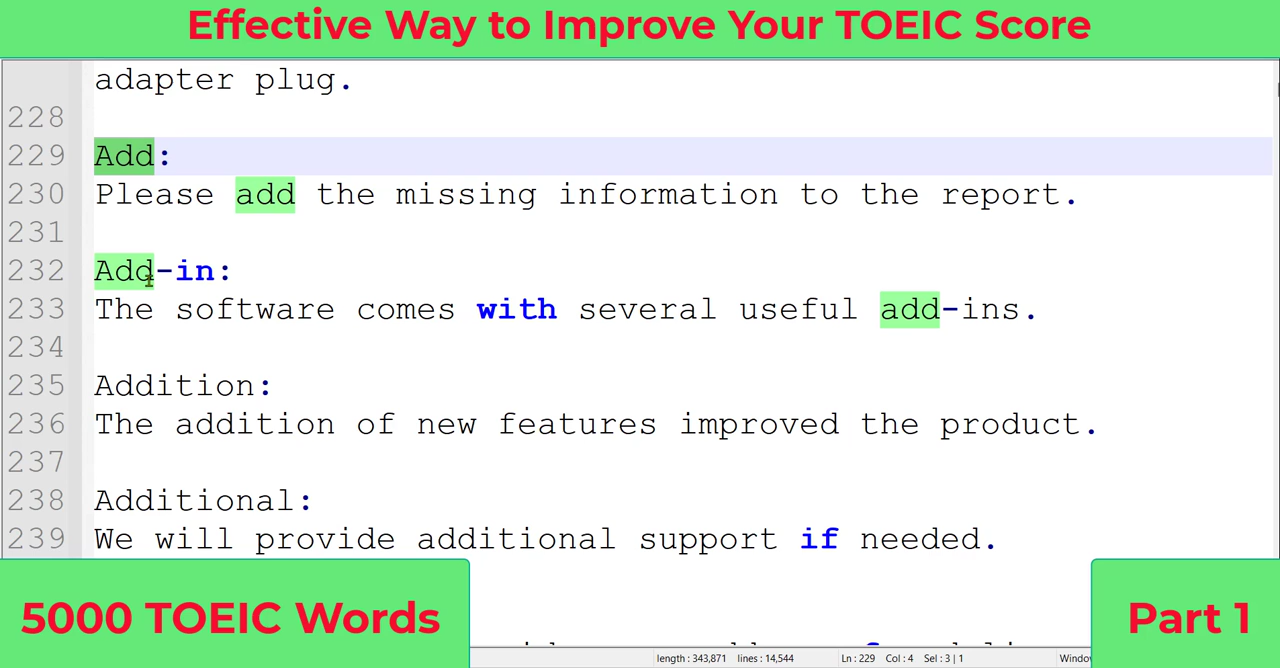 Effective Way to Improve Your TOEIC Score
adapter plug.
228
229 Add:
230 Please add the missing information to the report.
231
232 Add-in:
233 The software comes with several useful add-ins.
234
235 Addition:
236 The addition of new features improved the product.
237
238 Additional:
239 We will provide additional support if needed.
5000 TOEIC Words
Part 1
length : 343,871 lines : 14,544 Ln : 229 Col : 4 Sel : 3 | 1